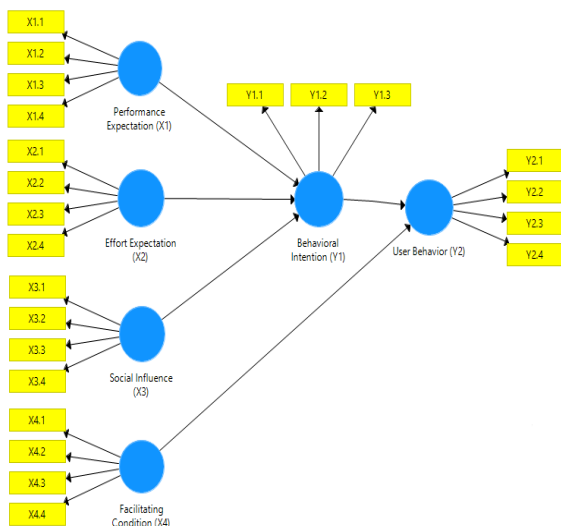 X1.1
X1.2
X1.3
X1.4
Performance
Expectation (X1)
Y1.1
Y1.2
Y1.3
X2.1
X2.2
X2.3
X2.4
Effort Expectation
(X2)
Behavioral
Intention (Y1)
Y2.1
Y2.2
Y2.3
Y2.4
User Behavior (Y2)
X3.1
X3.2
X3.3
X3.4
Social Influence
(X3)
X4.1
X4.2
X4.3
X4.4
Facilitating
Condition (X4)